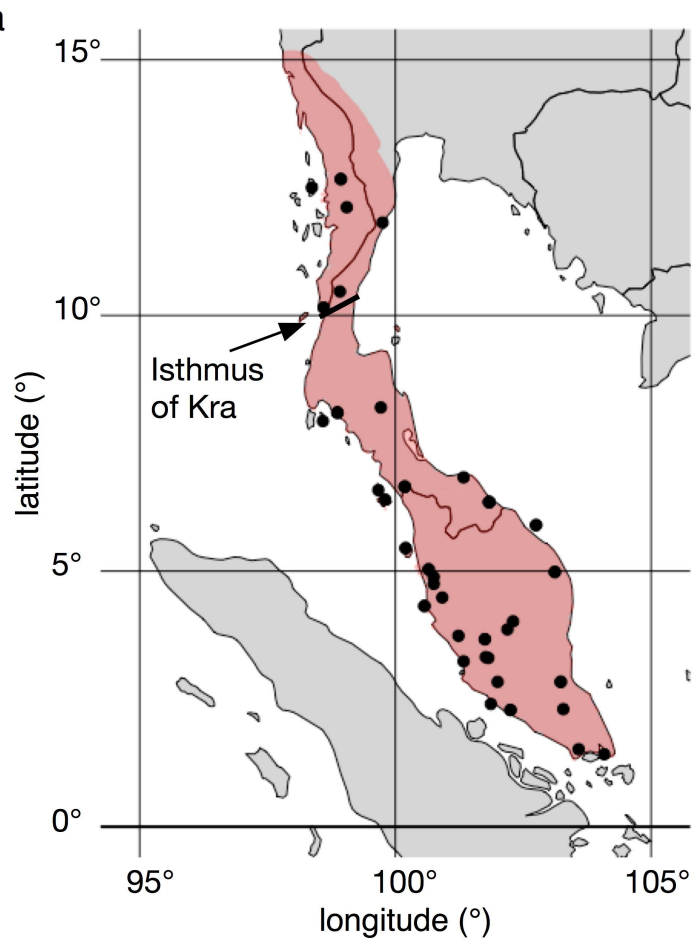 a
15°
10°
Isthmus
of Kra
latitude (°)
5°
0°
95°
100°
105°
longitude (°)